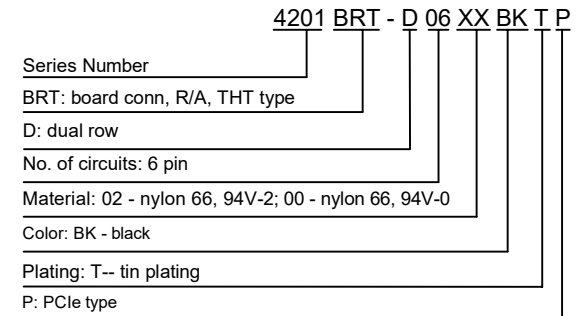 4201 BRT - D 06 XX BK T P
Series Number
BRT: board conn, R/A, THT type
D: dual row
No. of circuits: 6 pin
Material: 02 - nylon 66, 94V-2; 00 - nylon 66, 94V-0
Color: BK - black
Plating: T-- tin plating
P: PCIe type